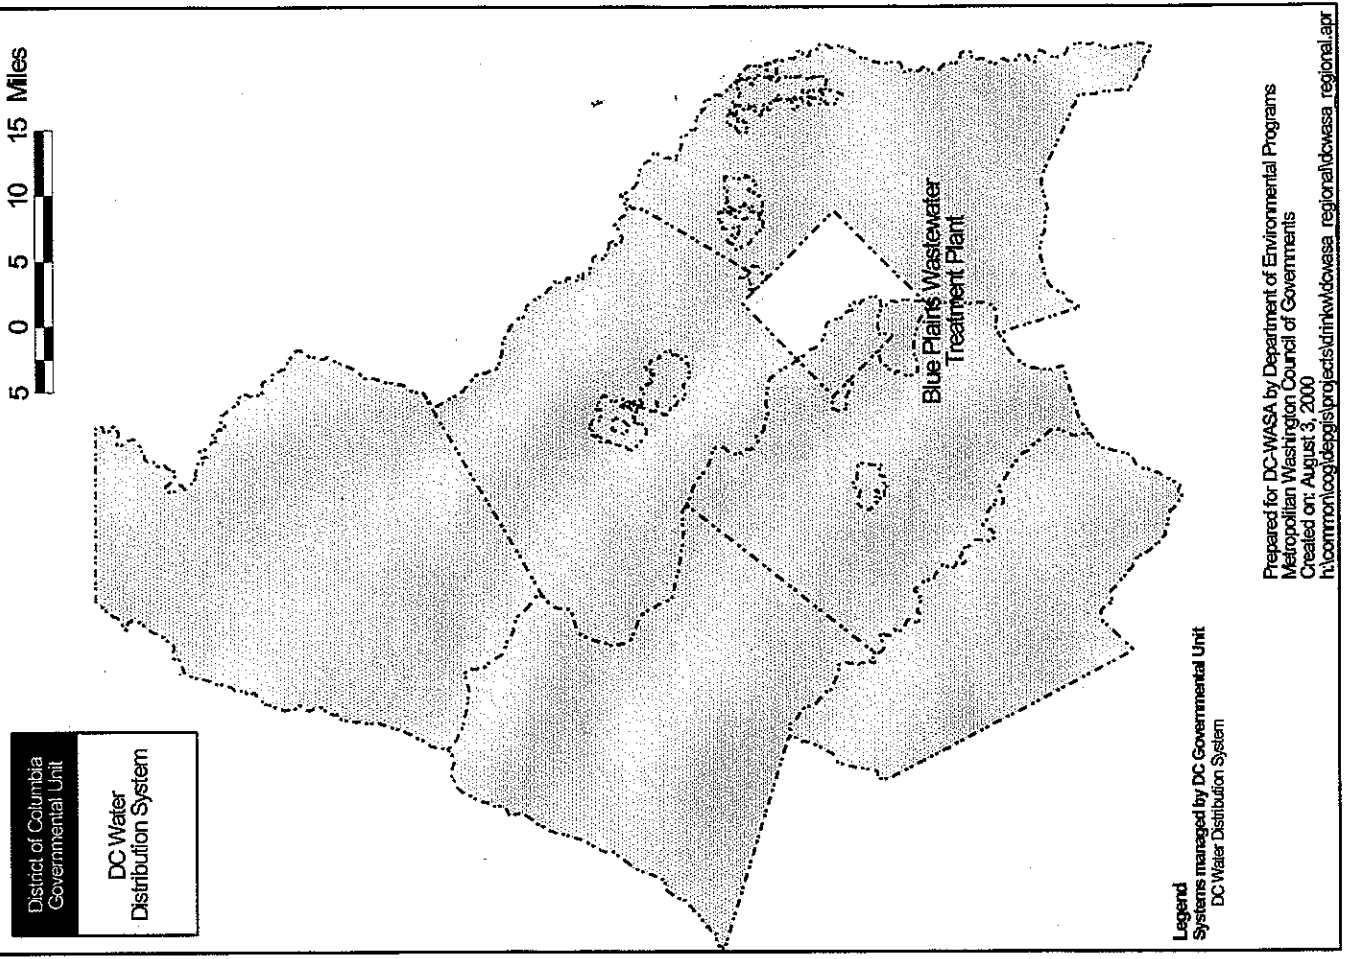 District of Columbia
Governmental Unit
DC Water
Distribution System
5 0 5 10 15 Miles
Blue Plains Wastewater
Treatment Plant
Legend
Systems managed by DC Governmental Unit
DC Water Distribution System
Prepared for DC-WASA by Department of Environmental Programs
Metropolitan Washington Council of Governments
Created on: August 3, 2000
h:\common\cog\depgis\projects\drinkw\dcwasa_regional\dcwasa_regional.apr